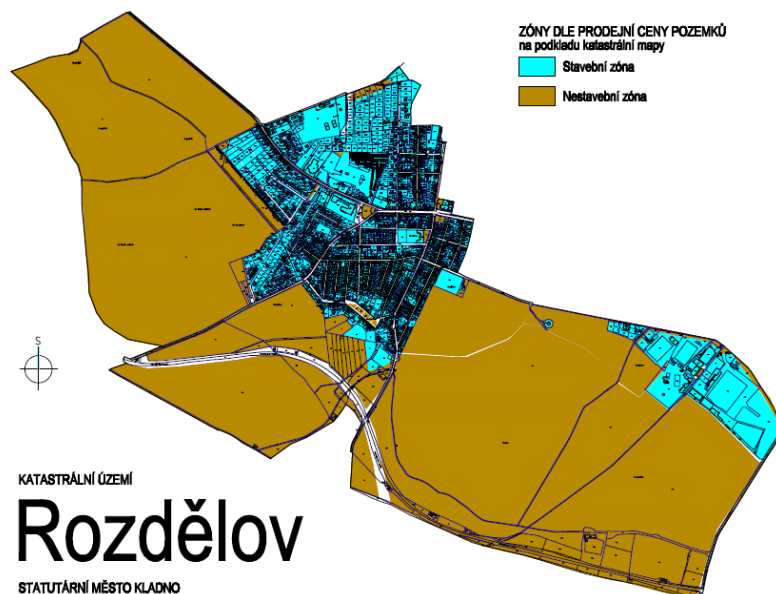 ZÓNY DLE PRODEJNÍ CENY POZEMKŮ
na podkladu katastrální mapy
Stavební zóna
Nestavební zóna
S
KATASTRÁLNÍ ÚZEMÍ
Rozdělov
STATUTÁRNÍ MĚSTO KLADNO